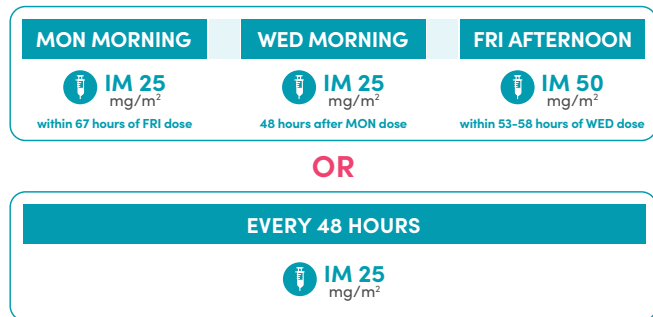 MON MORNING WED MORNING FRI AFTERNOON
IM 25 IM 25 IM 50
mg/m² mg/m² mg/m²
within 67 hours of FRI dose 48 hours after MON dose within 53-58 hours of WED dose
OR
EVERY 48 HOURS
IM 25
mg/m²